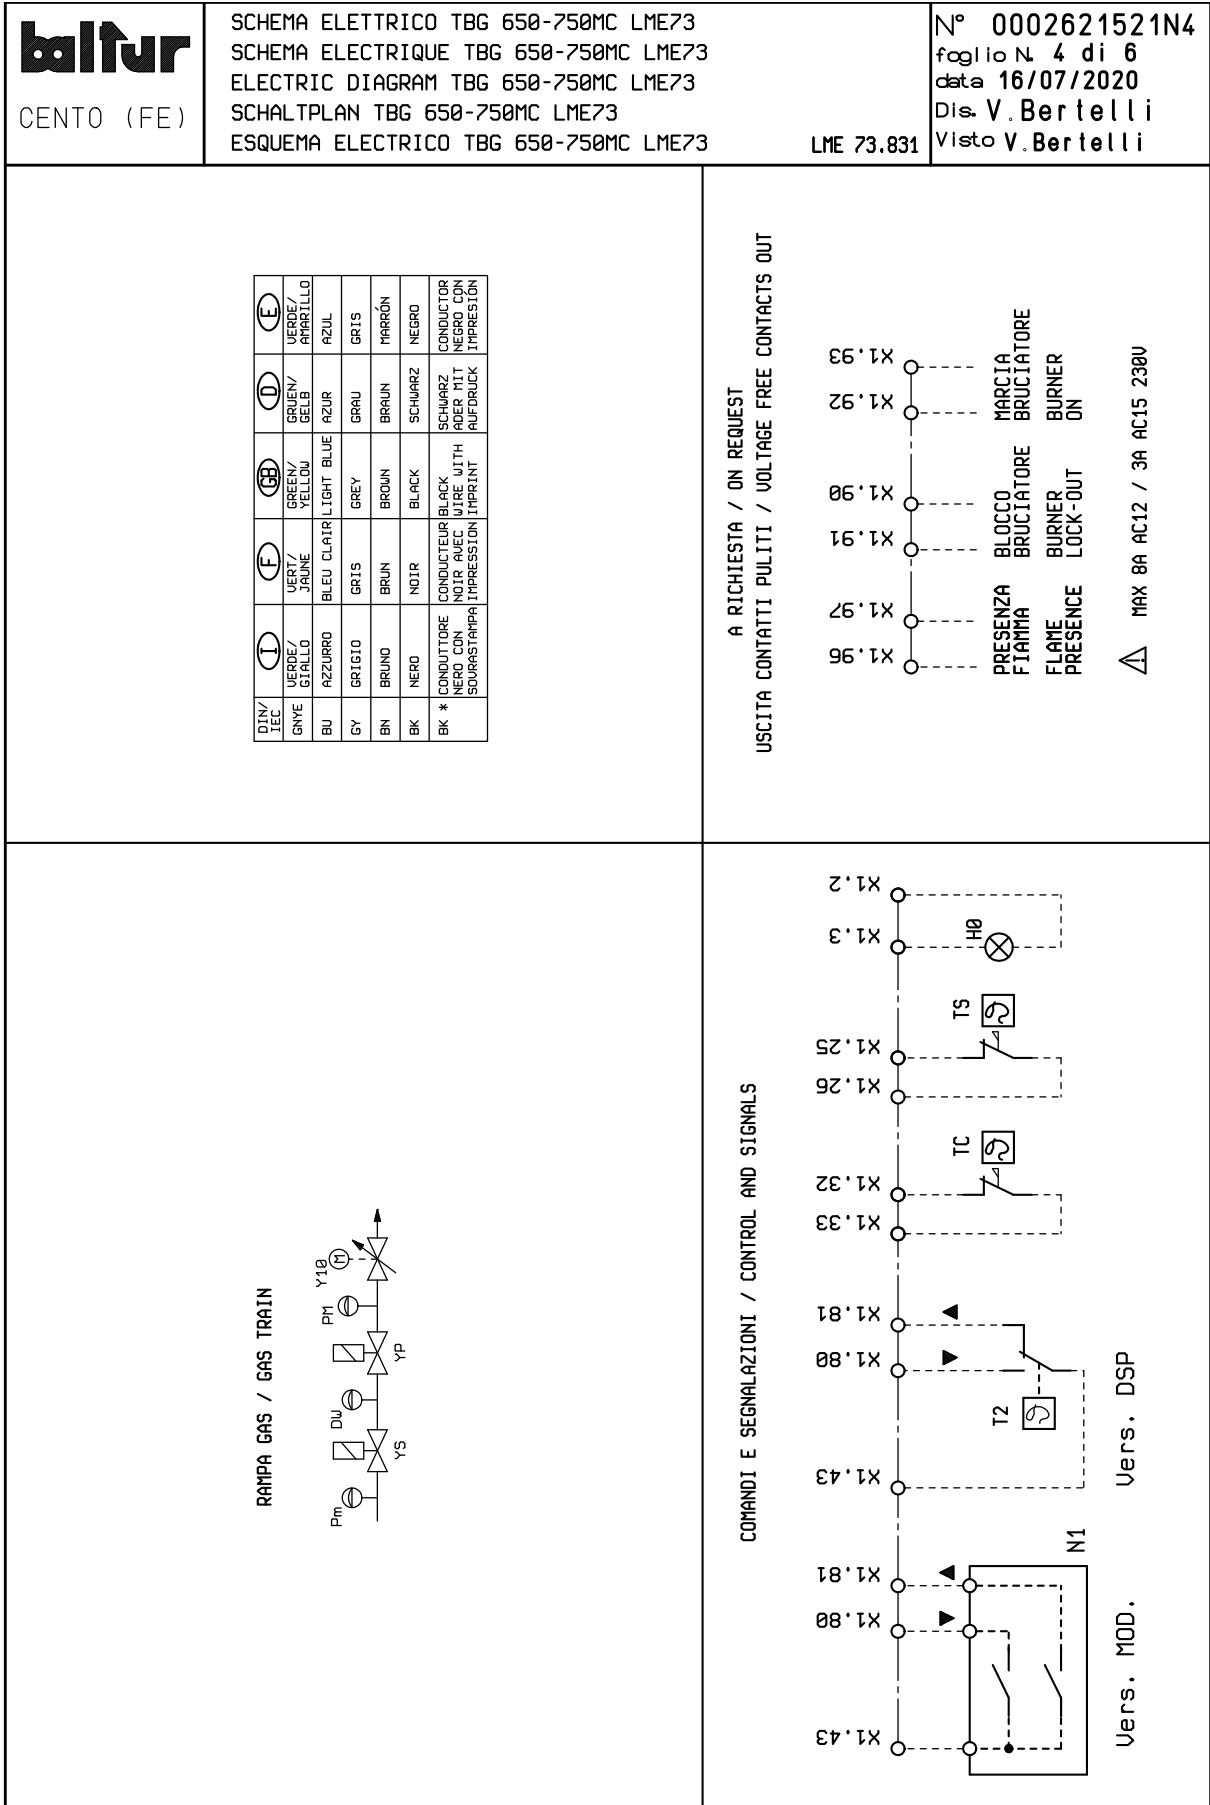 baltur
CENTO (FE)
SCHEMA ELETTRICO TBG 650-750MC LME73
SCHEMA ELECTRIQUE TBG 650-750MC LME73
ELECTRIC DIAGRAM TBG 650-750MC LME73
SCHALTPLAN TBG 650-750MC LME73
ESQUEMA ELECTRICO TBG 650-750MC LME73
LME 73.831
N° 0002621521N4
foglio N. 4 di 6
data 16/07/2020
Dis. V.Bertelli
Visto V.Bertelli
DIN/
IEC
I
F
GB
D
E
GNYE
VERDE/
GIALLO
VERT/
JAUNE
GREEN/
YELLOW
GRUEN/
GELB
VERDE/
AMARILLO
BU
AZZURRO
BLEU CLAIR
LIGHT BLUE
AZUR
AZUL
GY
GRIGIO
GRIS
GREY
GRAU
GRIS
BN
BRUNO
BRUN
BROWN
BRAUN
MARRÓN
BK
NERO
NOIR
BLACK
SCHWARZ
NEGRO
BK *
CONDUTTORE
NERO CON
SOVRASTAMPA
CONDUCTEUR
NOIR AVEC
IMPRESSION
BLACK
WIRE WITH
IMPRINT
SCHWARZ
ADER MIT
AUFDRUCK
CONDUCTOR
NEGRO CON
IMPRESIÓN
A RICHIESTA / ON REQUEST
USCITA CONTATTI PULITI / VOLTAGE FREE CONTACTS OUT
X1.96
X1.97
X1.91
X1.90
X1.92
X1.93
PRESENZA
FIAMMA
FLAME
PRESENCE
BLOCCO
BRUCIATORE
BURNER
LOCK-OUT
MARCIA
BRUCIATORE
BURNER
ON
MAX 8A AC12 / 3A AC15 230V
RAMPA GAS / GAS TRAIN
Pm
YS
DW
YP
PM
Y10
M
COMANDI E SEGNALAZIONI / CONTROL AND SIGNALS
X1.43
X1.80
X1.81
N1
Vers. MOD.
X1.43
X1.80
X1.81
T2
Vers. DSP
X1.33
X1.32
TC
X1.26
X1.25
TS
X1.3
X1.2
H0